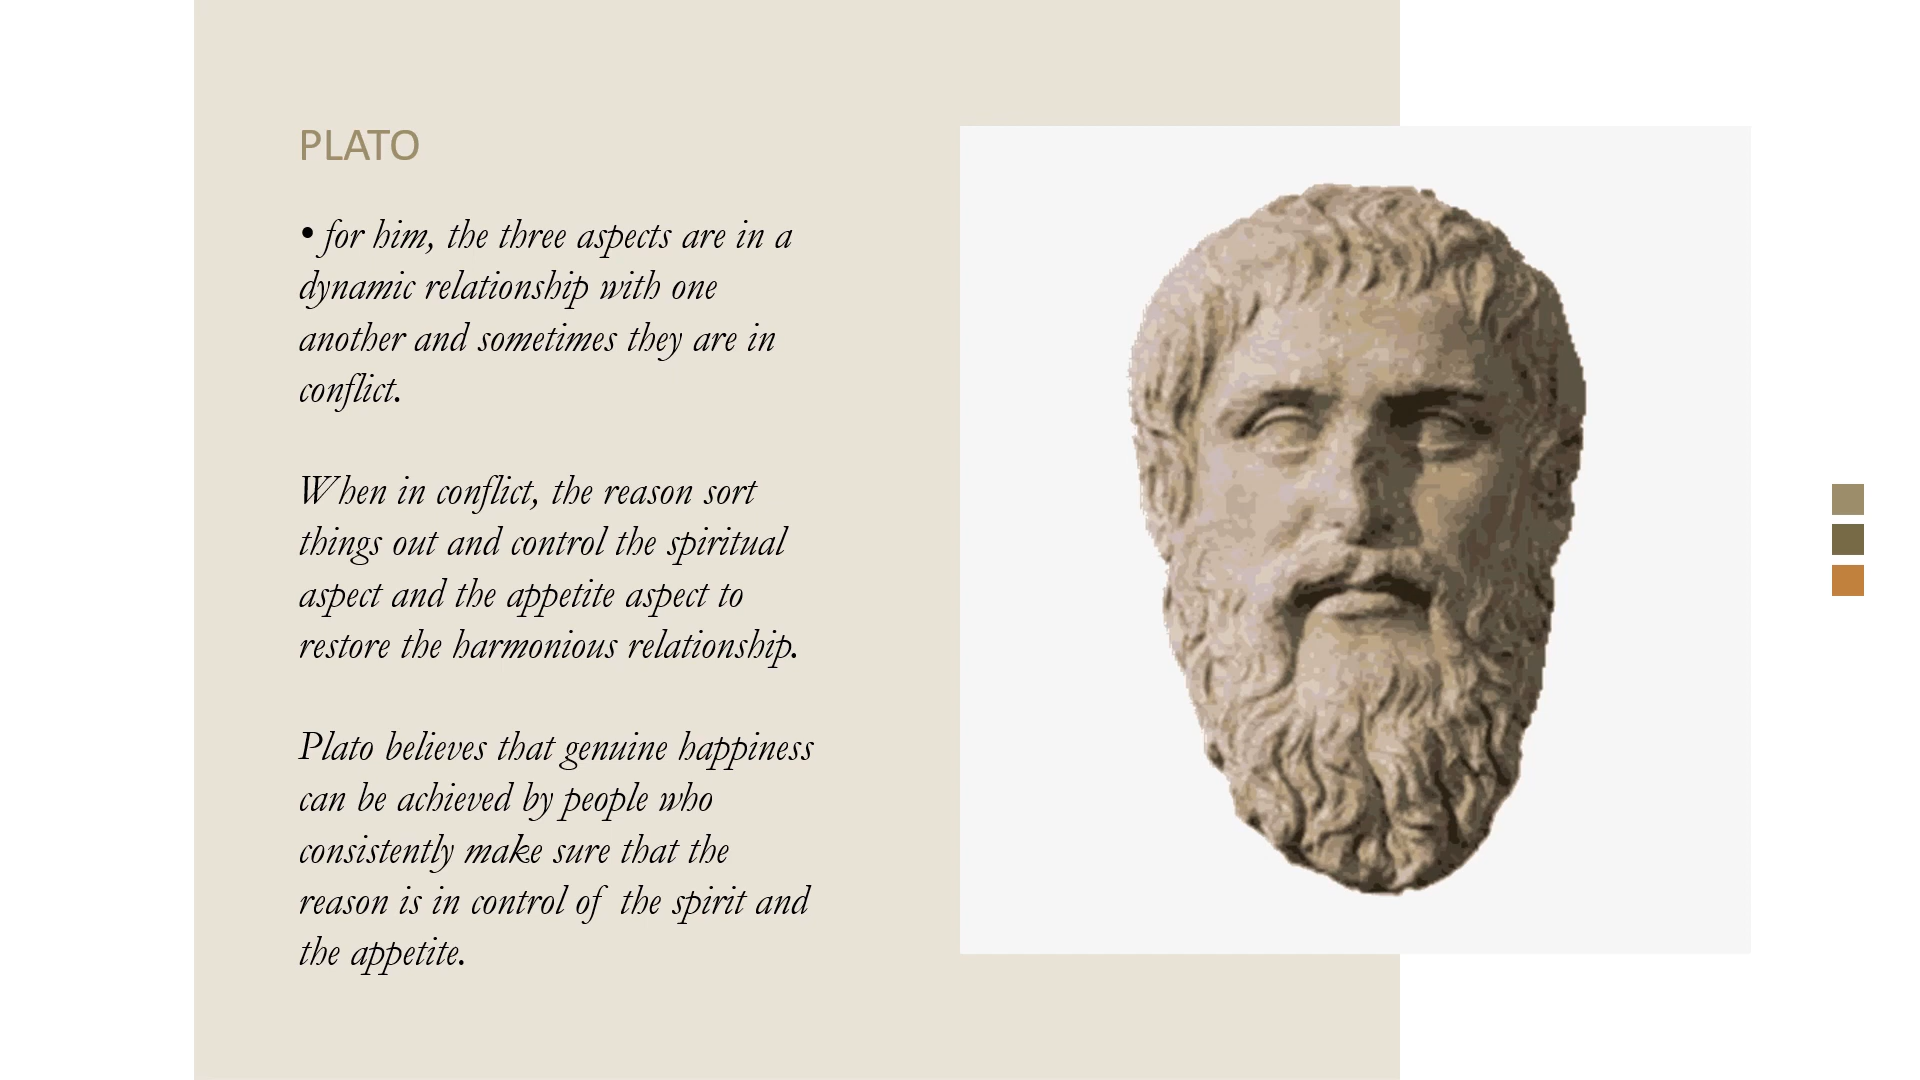 PLATO
• for him, the three aspects are in a
dynamic relationship with one
another and sometimes they are in
conflict.
When in conflict, the reason sort
things out and control the spiritual
aspect and the appetite aspect to
restore the harmonious relationship.
Plato believes that genuine happiness
can be achieved by people who
consistently make sure that the
reason is in control of the spirit and
the appetite.